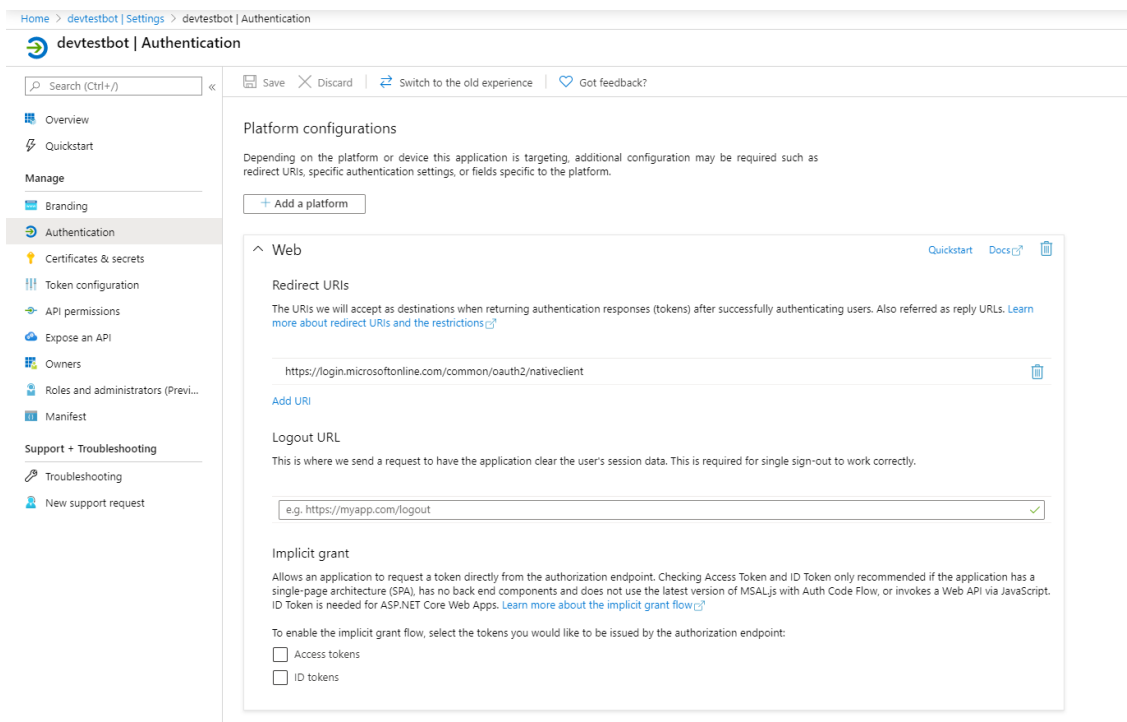 Home > devtestbot | Settings > devtestbot | Authentication
devtestbot | Authentication
Search (Ctrl+/)
«
Save Discard Switch to the old experience Got feedback?
Overview
Quickstart
Manage
Branding
Authentication
Certificates & secrets
Token configuration
API permissions
Expose an API
Owners
Roles and administrators (Previ...
Manifest
Support + Troubleshooting
Troubleshooting
New support request
Platform configurations
Depending on the platform or device this application is targeting, additional configuration may be required such as
redirect URIs, specific authentication settings, or fields specific to the platform.
+ Add a platform
Web
Quickstart Docs
Redirect URIs
The URIs we will accept as destinations when returning authentication responses (tokens) after successfully authenticating users. Also referred as reply URLs. Learn
more about redirect URIs and the restrictions
https://login.microsoftonline.com/common/oauth2/nativeclient
Add URI
Logout URL
This is where we send a request to have the application clear the user's session data. This is required for single sign-out to work correctly.
e.g. https://myapp.com/logout
Implicit grant
Allows an application to request a token directly from the authorization endpoint. Checking Access Token and ID Token only recommended if the application has a
single-page architecture (SPA), has no back end components and does not use the latest version of MSAL.js with Auth Code Flow, or invokes a Web API via JavaScript.
ID Token is needed for ASP.NET Core Web Apps. Learn more about the implicit grant flow
To enable the implicit grant flow, select the tokens you would like to be issued by the authorization endpoint:
Access tokens
ID tokens